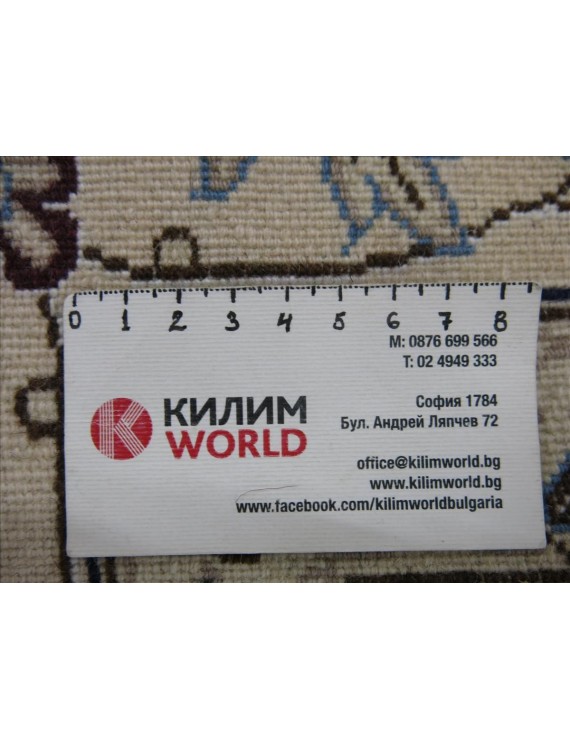 0 1 2 3 4 5 6 7 8
M: 0876 699 566
T: 02 4949 333
КИЛИМ
WORLD
София 1784
Бул. Андрей Ляпчев 72
office@kilimworld.bg
www.kilimworld.bg
www.facebook.com/kilimworldbulgaria